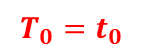 T₀ = t₀